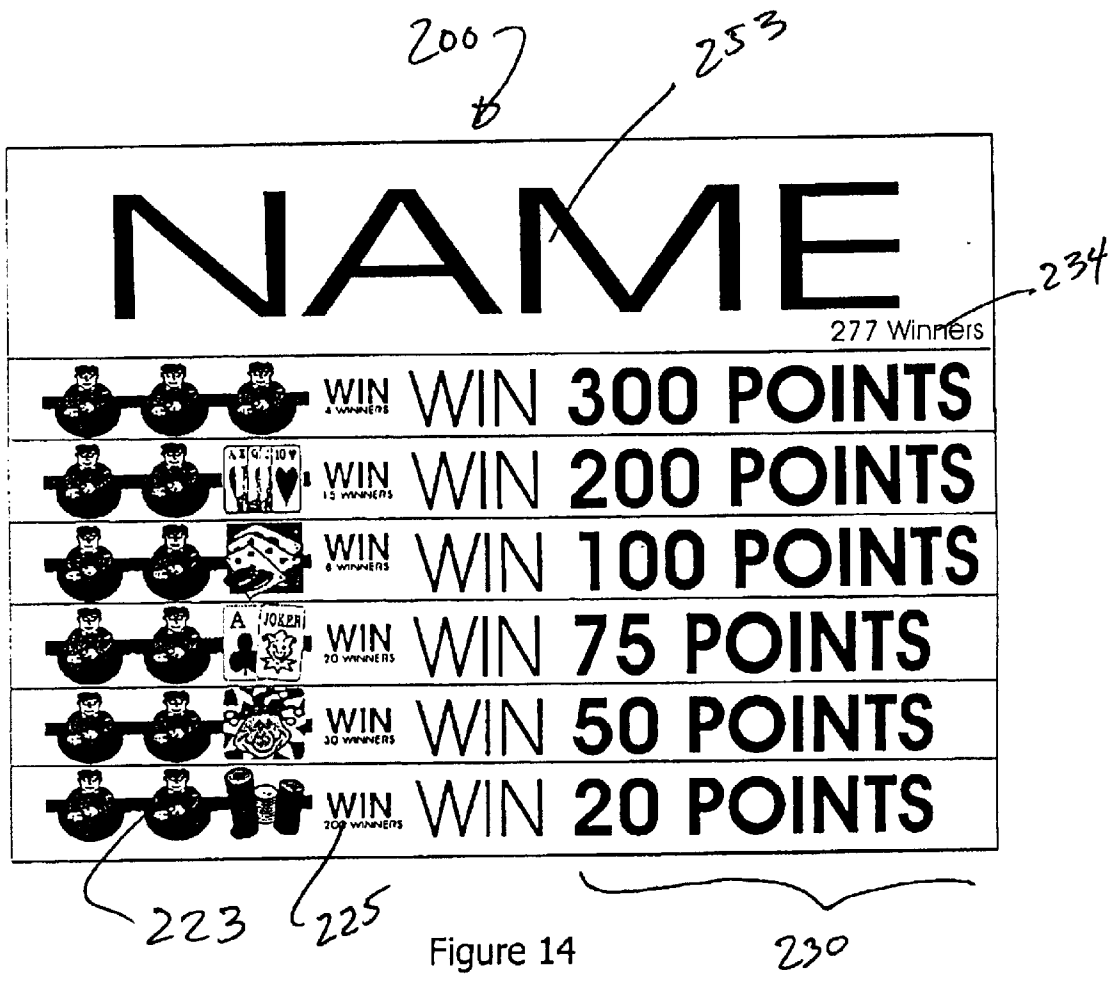 200
253
NAME
234
277 Winners
WIN WIN 300 POINTS
4 WINNERS
10
WIN WIN 200 POINTS
15 WINNERS
WIN WIN 100 POINTS
8 WINNERS
A JOKER
WIN WIN 75 POINTS
20 WINNERS
WIN WIN 50 POINTS
30 WINNERS
WIN WIN 20 POINTS
200 WINNERS
223 225 230
Figure 14